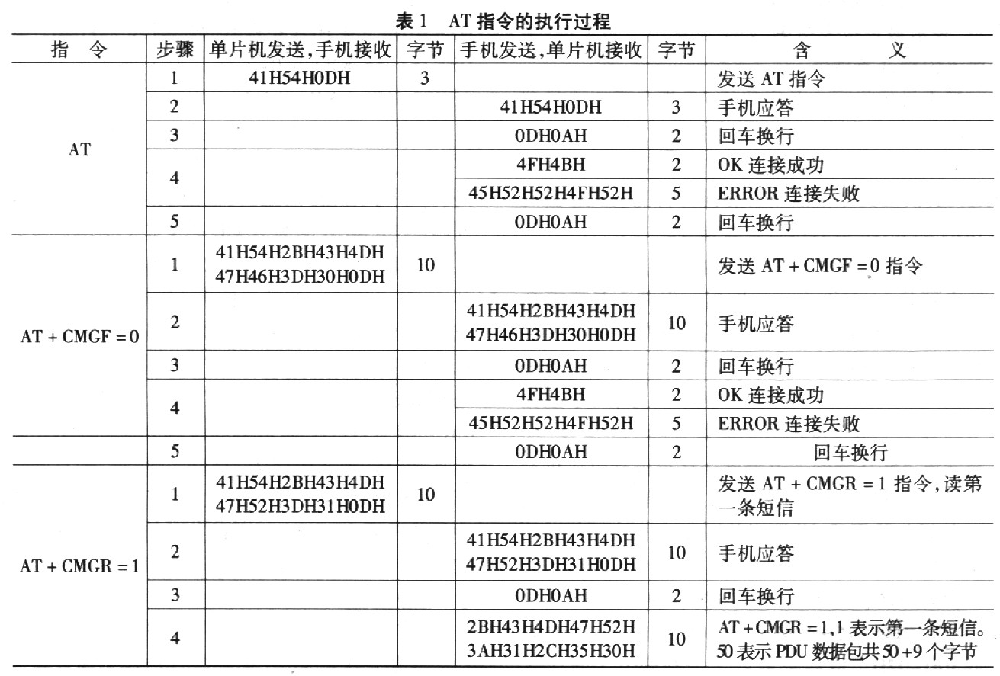 表 1 AT 指令的执行过程
指 令 步骤 单片机发送,手机接收 字节 手机发送,单片机接收 字节 含 义
AT
1 41H54H0DH 3 发送 AT 指令
2 41H54H0DH 3 手机应答
3 0DH0AH 2 回车换行
4 4FH4BH 2 OK 连接成功
45H52H52H4FH52H 5 ERROR 连接失败
5 0DH0AH 2 回车换行
AT + CMGF = 0
1 41H54H2BH43H4DH
47H46H3DH30H0DH 10 发送 AT + CMGF = 0 指令
2 41H54H2BH43H4DH
47H46H3DH30H0DH 10 手机应答
3 0DH0AH 2 回车换行
4 4FH4BH 2 OK 连接成功
45H52H52H4FH52H 5 ERROR 连接失败
5 0DH0AH 2 回车换行
AT + CMGR = 1
1 41H54H2BH43H4DH
47H52H3DH31H0DH 10 发送 AT + CMGR = 1 指令,读第
一条短信
2 41H54H2BH43H4DH
47H52H3DH31H0DH 10 手机应答
3 0DH0AH 2 回车换行
4 2BH43H4DH47H52H
3AH31H2CH35H30H 10 AT + CMGR = 1,1 表示第一条短信。
50 表示 PDU 数据包共 50 + 9 个字节